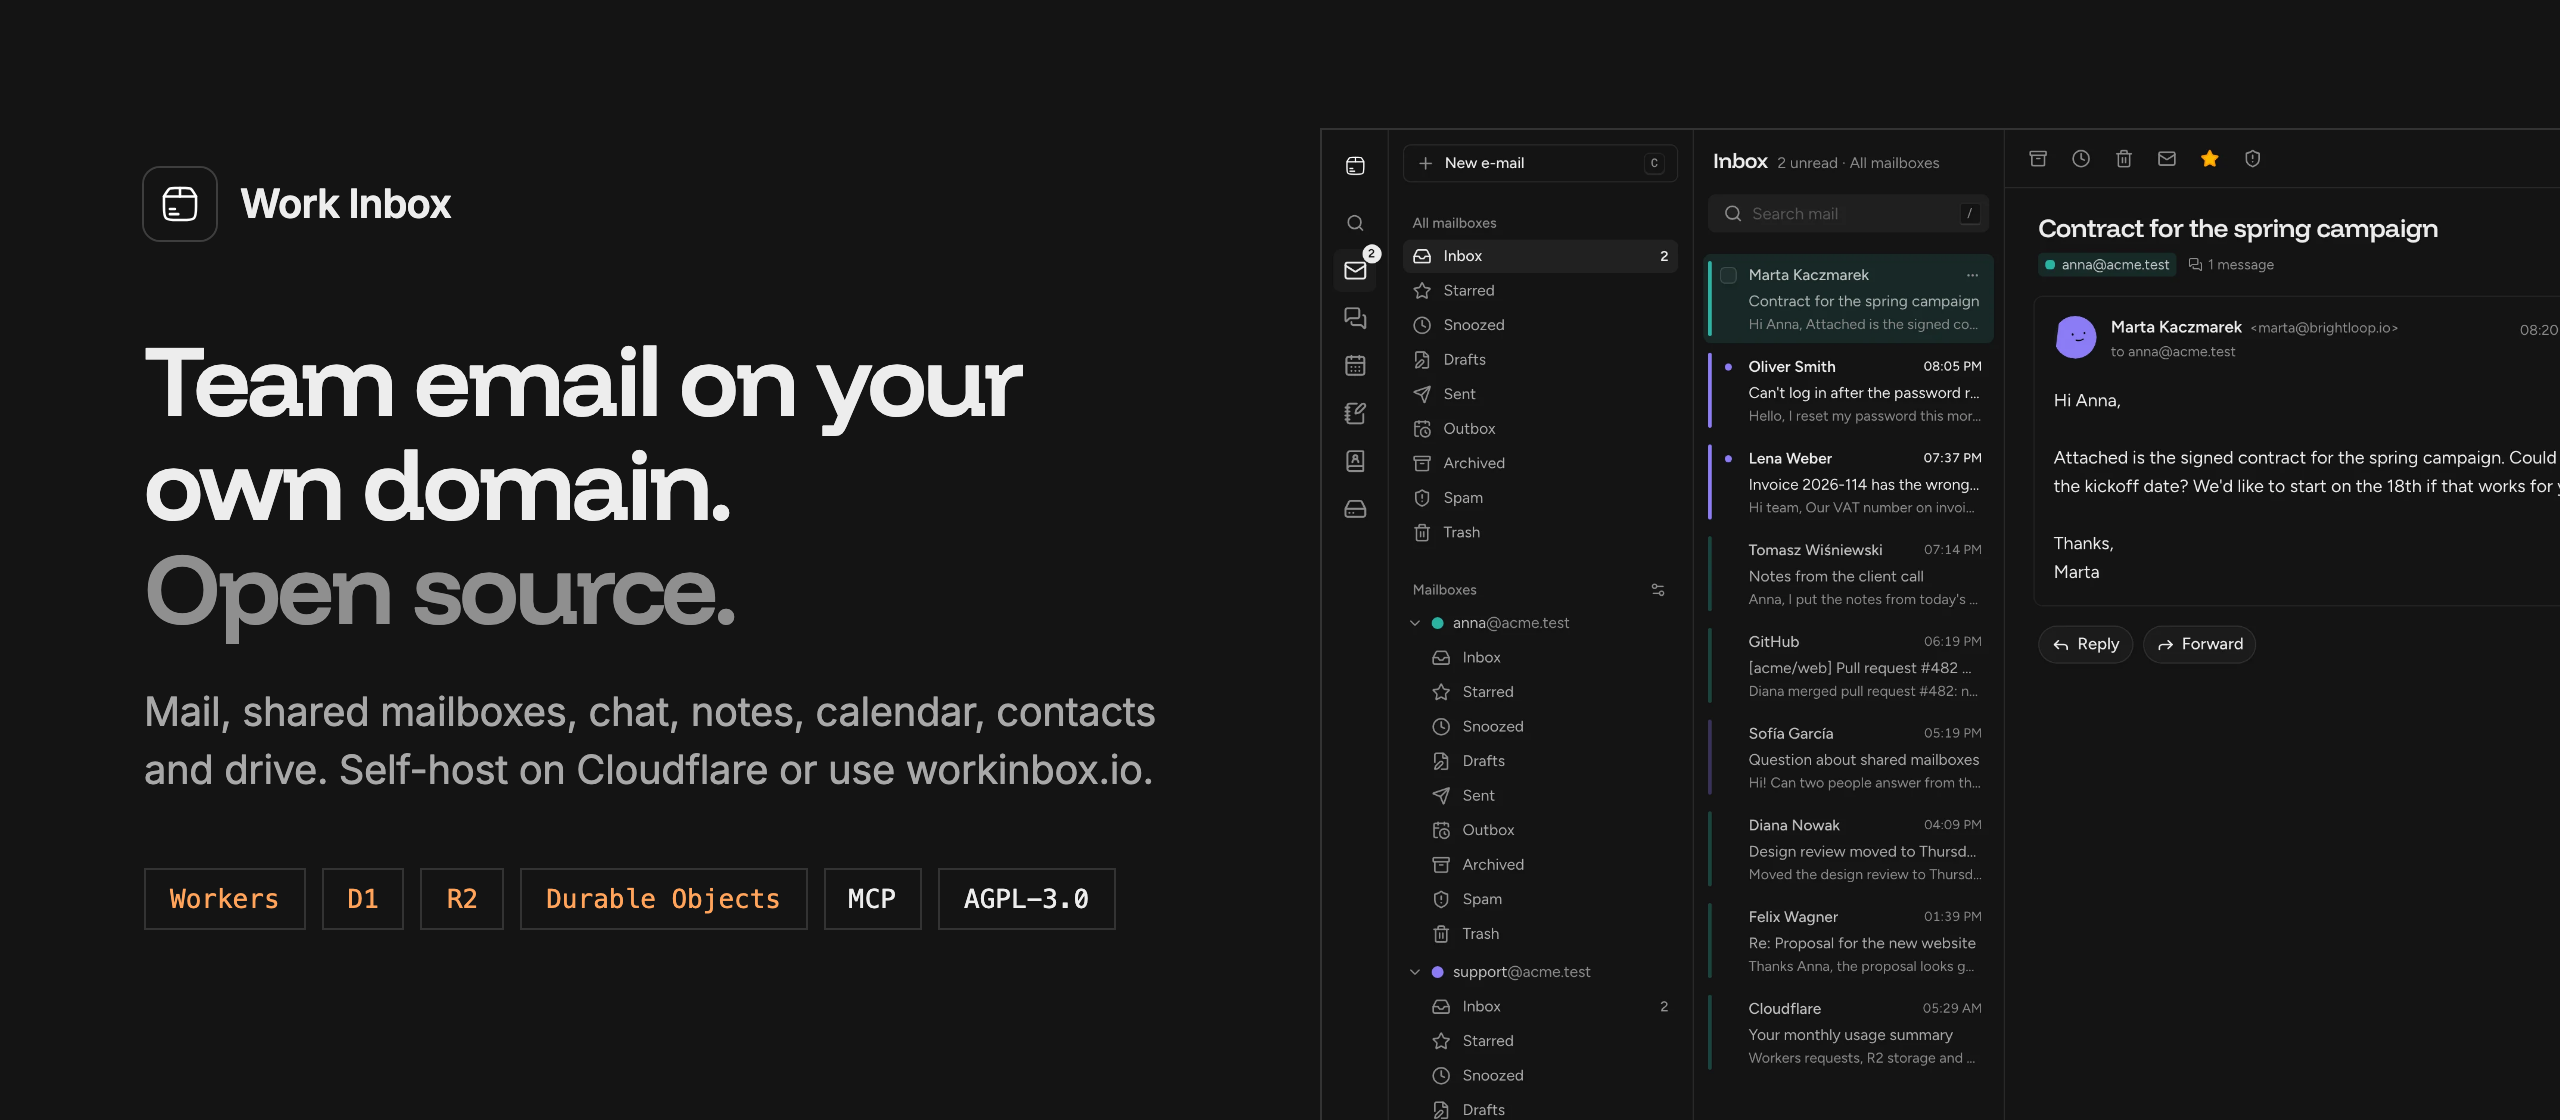 Work Inbox
Team email on your
own domain.
Open source.
Mail, shared mailboxes, chat, notes, calendar, contacts
and drive. Self-host on Cloudflare or use workinbox.io.
Workers
D1
R2
Durable Objects
MCP
AGPL-3.0
2
New e-mail
C
All mailboxes
Inbox 2
Starred
Snoozed
Drafts
Sent
Outbox
Archived
Spam
Trash
Mailboxes
anna@acme.test
Inbox
Starred
Snoozed
Drafts
Sent
Outbox
Archived
Spam
Trash
support@acme.test
Inbox 2
Starred
Snoozed
Drafts
Inbox 2 unread · All mailboxes
Search mail /
Marta Kaczmarek ...
Contract for the spring campaign
Hi Anna, Attached is the signed co...
Oliver Smith 08:05 PM
Can't log in after the password r...
Hello, I reset my password this mor...
Lena Weber 07:37 PM
Invoice 2026-114 has the wrong...
Hi team, Our VAT number on invoi...
Tomasz Wiśniewski 07:14 PM
Notes from the client call
Anna, I put the notes from today's ...
GitHub 06:19 PM
[acme/web] Pull request #482 ...
Diana merged pull request #482: n...
Sofía García 05:19 PM
Question about shared mailboxes
Hi! Can two people answer from th...
Diana Nowak 04:09 PM
Design review moved to Thursd...
Moved the design review to Thursd...
Felix Wagner 01:39 PM
Re: Proposal for the new website
Thanks Anna, the proposal looks g...
Cloudflare 05:29 AM
Your monthly usage summary
Workers requests, R2 storage and ...
Contract for the spring campaign
anna@acme.test 1 message
Marta Kaczmarek <marta@brightloop.io> 08:20
to anna@acme.test
Hi Anna,
Attached is the signed contract for the spring campaign. Could
the kickoff date? We'd like to start on the 18th if that works for
Thanks,
Marta
Reply
Forward